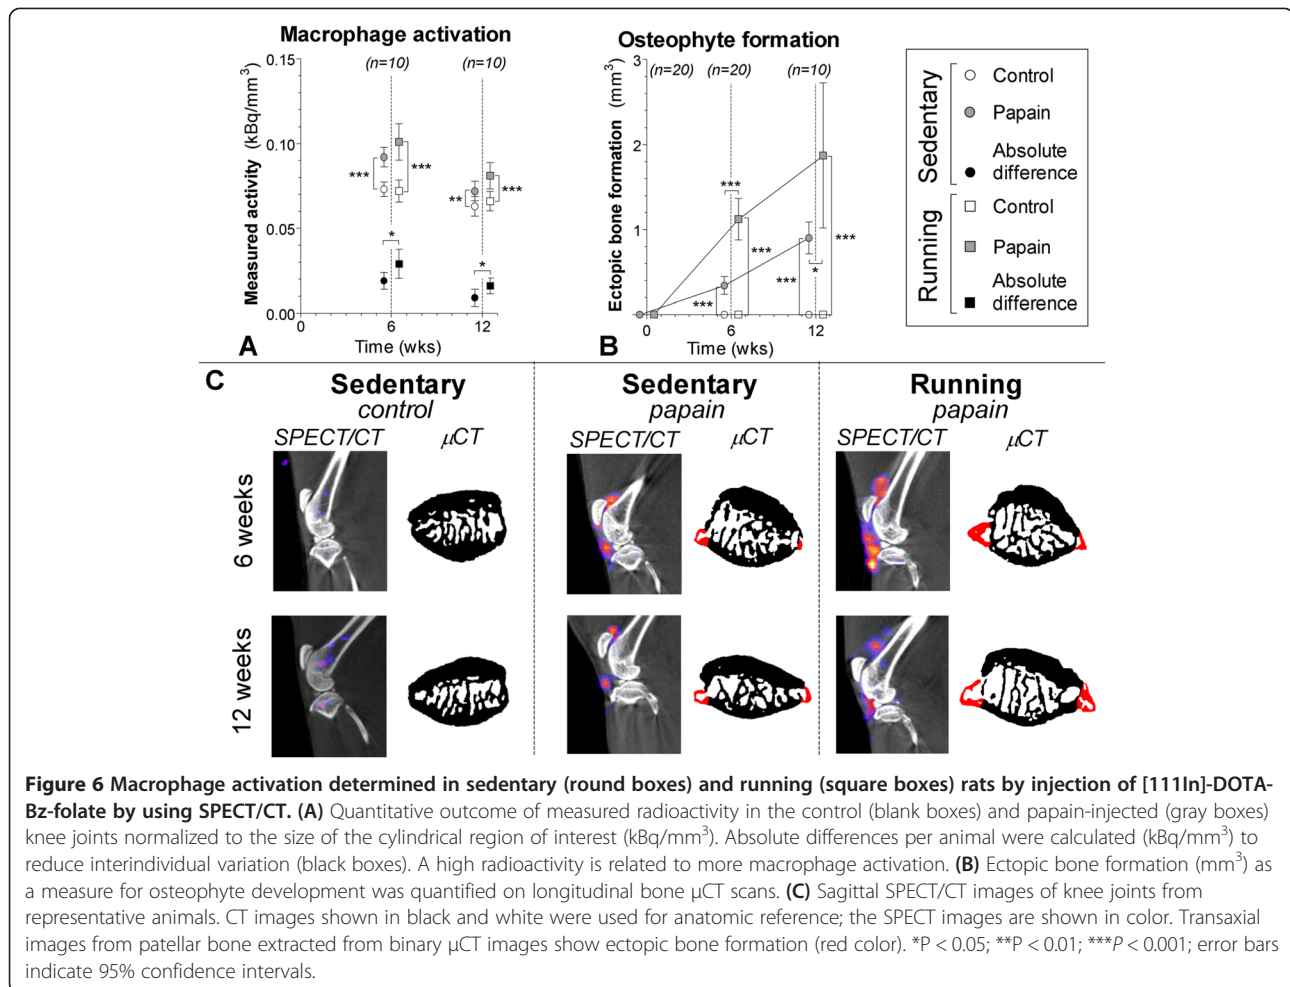 Macrophage activation
Measured activity (kBq/mm³)
0.15
0.10
0.05
0.00
(n=10)
(n=10)
***
***
**
***
*
*
0
6
12
Time (wks)
A
Osteophyte formation
Ectopic bone formation (mm³)
3
2
1
0
(n=20)
(n=20)
(n=10)
***
***
***
***
***
*
0
6
12
Time (wks)
B
Sedentary
Control
Papain
Absolute
difference
Running
Control
Papain
Absolute
difference
C
Sedentary
control
SPECT/CT
μCT
Sedentary
papain
SPECT/CT
μCT
Running
papain
SPECT/CT
μCT
6 weeks
12 weeks
Figure 6 Macrophage activation determined in sedentary (round boxes) and running (square boxes) rats by injection of [111In]-DOTA-
Bz-folate by using SPECT/CT. (A) Quantitative outcome of measured radioactivity in the control (blank boxes) and papain-injected (gray boxes)
knee joints normalized to the size of the cylindrical region of interest (kBq/mm³). Absolute differences per animal were calculated (kBq/mm³) to
reduce interindividual variation (black boxes). A high radioactivity is related to more macrophage activation. (B) Ectopic bone formation (mm³) as
a measure for osteophyte development was quantified on longitudinal bone μCT scans. (C) Sagittal SPECT/CT images of knee joints from
representative animals. CT images shown in black and white were used for anatomic reference; the SPECT images are shown in color. Transaxial
images from patellar bone extracted from binary μCT images show ectopic bone formation (red color). *P < 0.05; **P < 0.01; ***P < 0.001; error bars
indicate 95% confidence intervals.